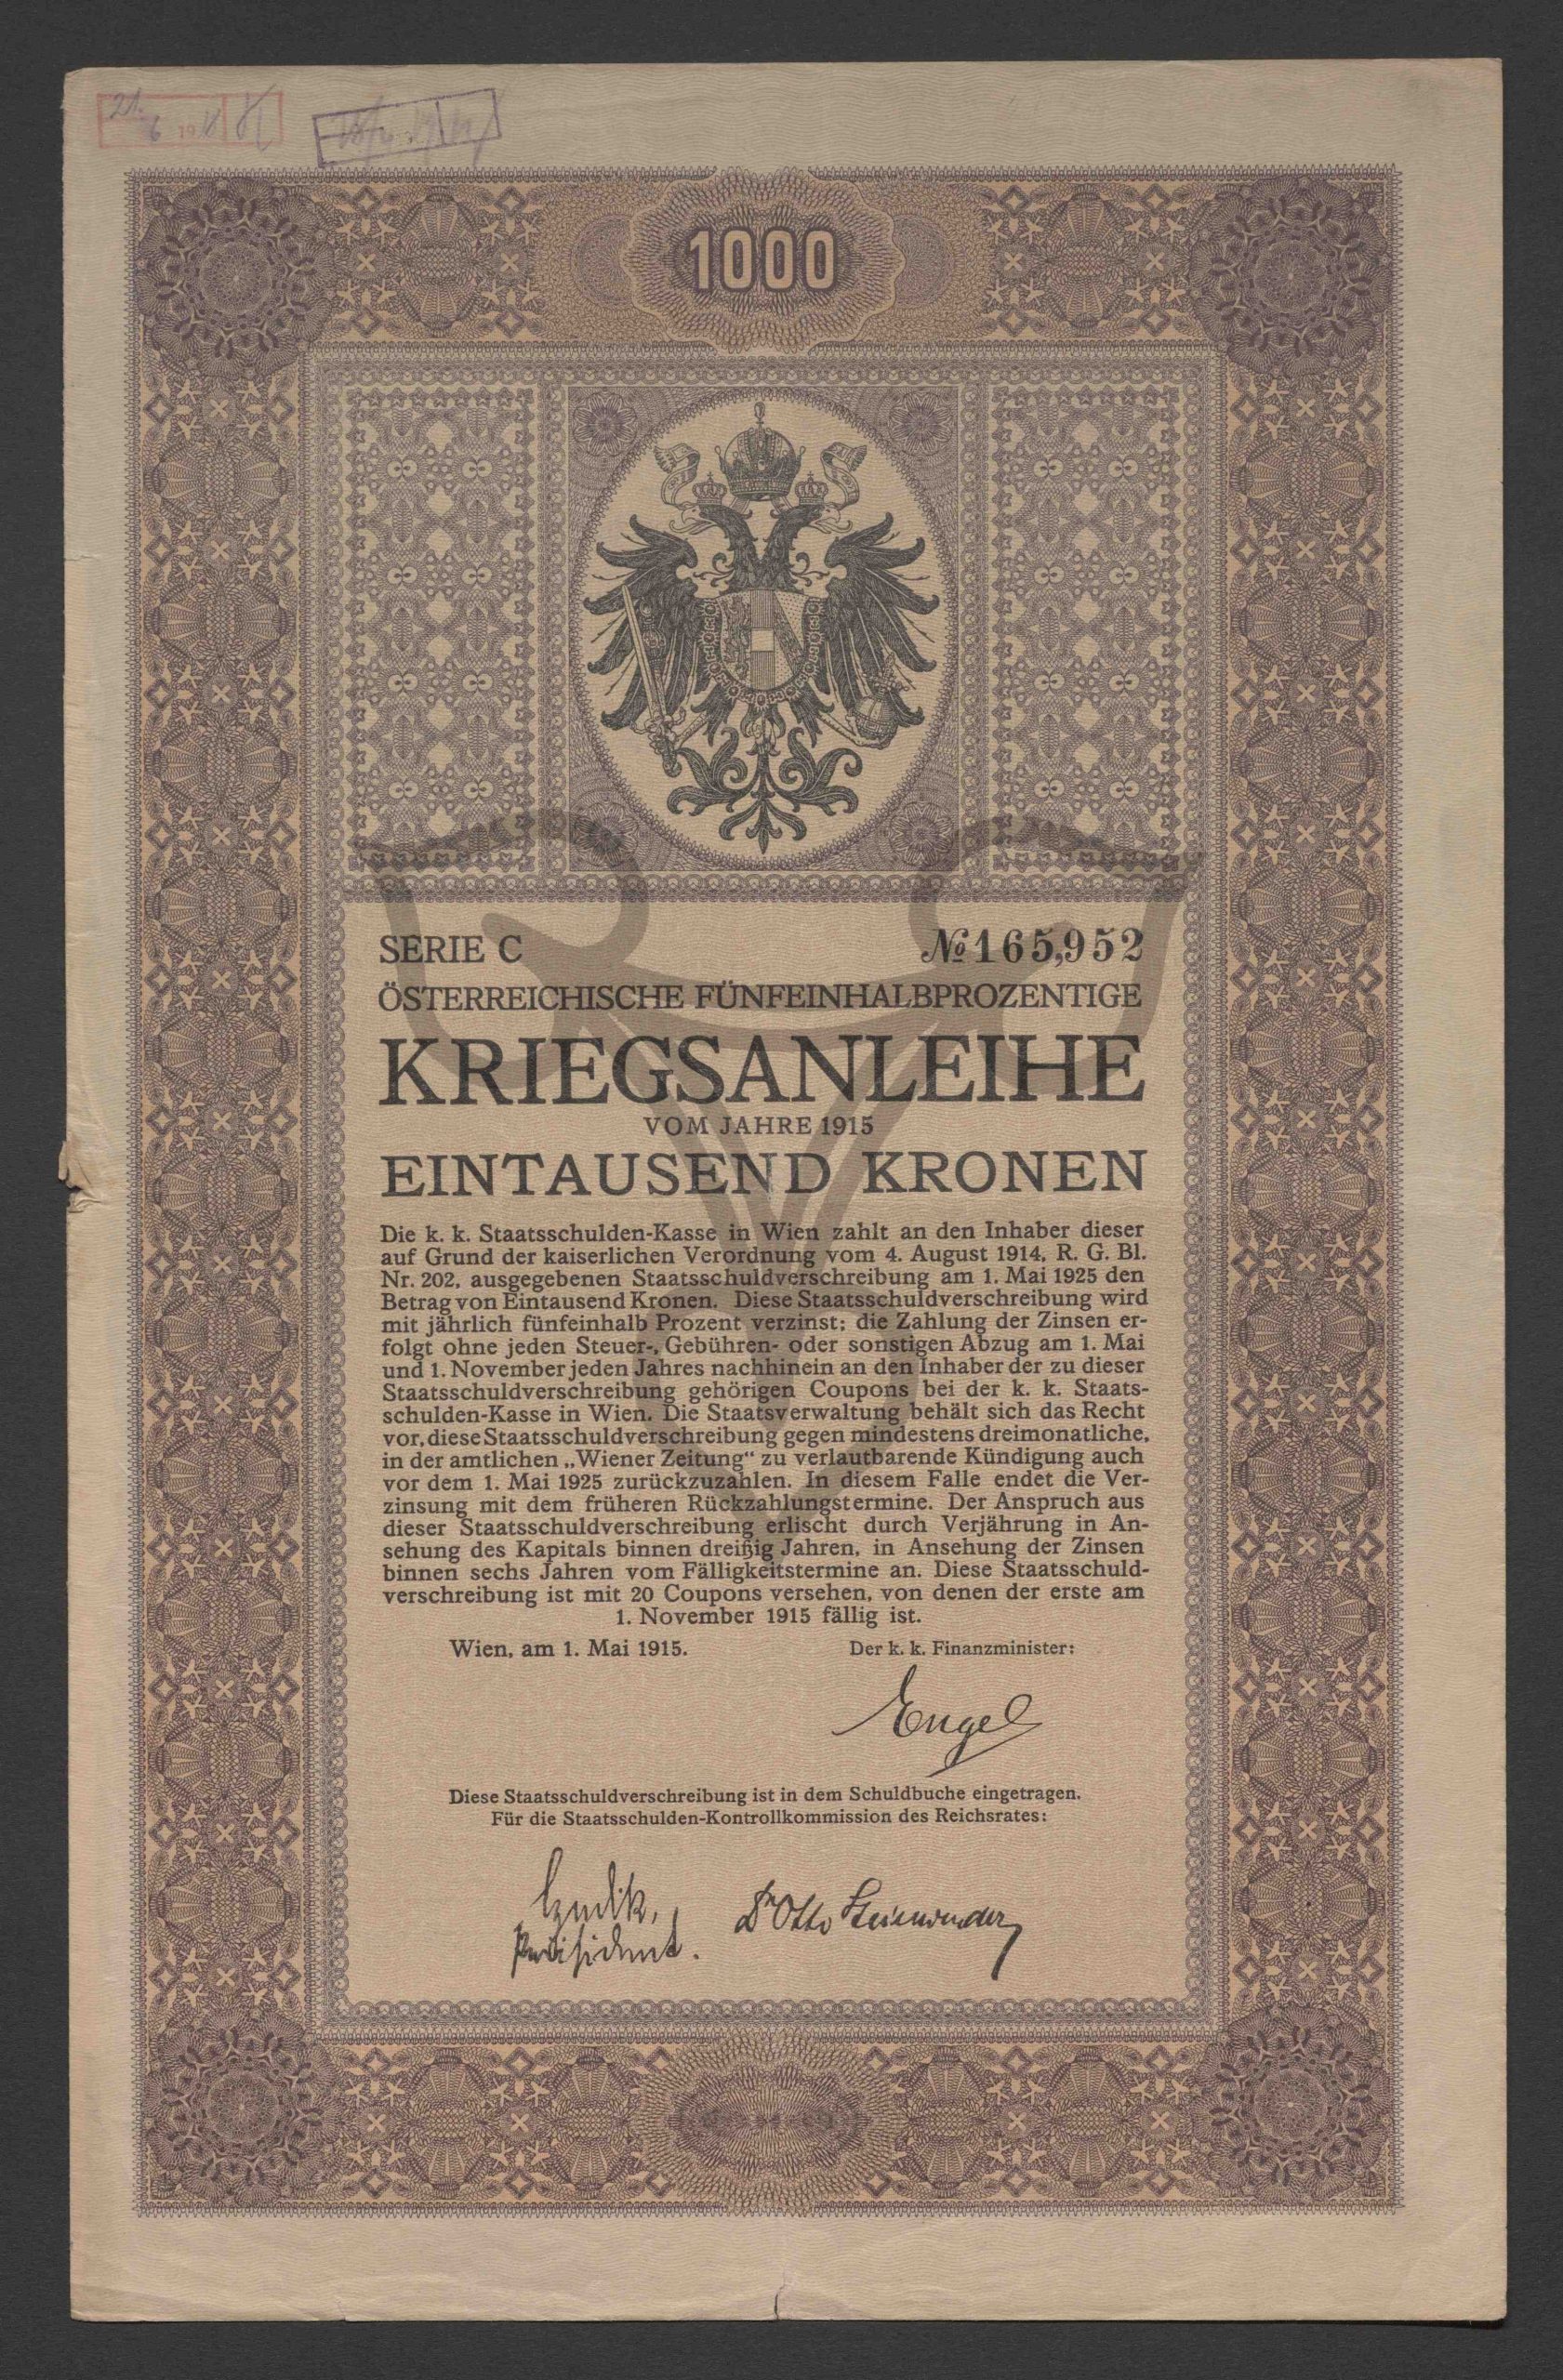 1000
SERIE C № 165,952
ÖSTERREICHISCHE FÜNFEINHALBPROZENTIGE
KRIEGSANLEIHE
VOM JAHRE 1915
EINTAUSEND KRONEN
Die k. k. Staatsschulden-Kasse in Wien zahlt an den Inhaber dieser
auf Grund der kaiserlichen Verordnung vom 4. August 1914, R. G. Bl.
Nr. 202, ausgegebenen Staatsschuldverschreibung am 1. Mai 1925 den
Betrag von Eintausend Kronen. Diese Staatsschuldverschreibung wird
mit jährlich fünfeinhalb Prozent verzinst; die Zahlung der Zinsen er-
folgt ohne jeden Steuer-, Gebühren- oder sonstigen Abzug am 1. Mai
und 1. November jeden Jahres nachhinein an den Inhaber der zu dieser
Staatsschuldverschreibung gehörigen Coupons bei der k. k. Staats-
schulden-Kasse in Wien. Die Staatsverwaltung behält sich das Recht
vor, diese Staatsschuldverschreibung gegen mindestens dreimonatliche,
in der amtlichen „Wiener Zeitung“ zu verlautbarende Kündigung auch
vor dem 1. Mai 1925 zurückzuzahlen. In diesem Falle endet die Ver-
zinsung mit dem früheren Rückzahlungstermine. Der Anspruch aus
dieser Staatsschuldverschreibung erlischt durch Verjährung in An-
sehung des Kapitals binnen dreißig Jahren, in Ansehung der Zinsen
binnen sechs Jahren vom Fälligkeitstermine an. Diese Staatsschuld-
verschreibung ist mit 20 Coupons versehen, von denen der erste am
1. November 1915 fällig ist.
Wien, am 1. Mai 1915. Der k. k. Finanzminister:
Engel
Diese Staatsschuldverschreibung ist in dem Schuldbuche eingetragen.
Für die Staatsschulden-Kontrollkommission des Reichsrates:
Präsident. Dr Otto Steinwender